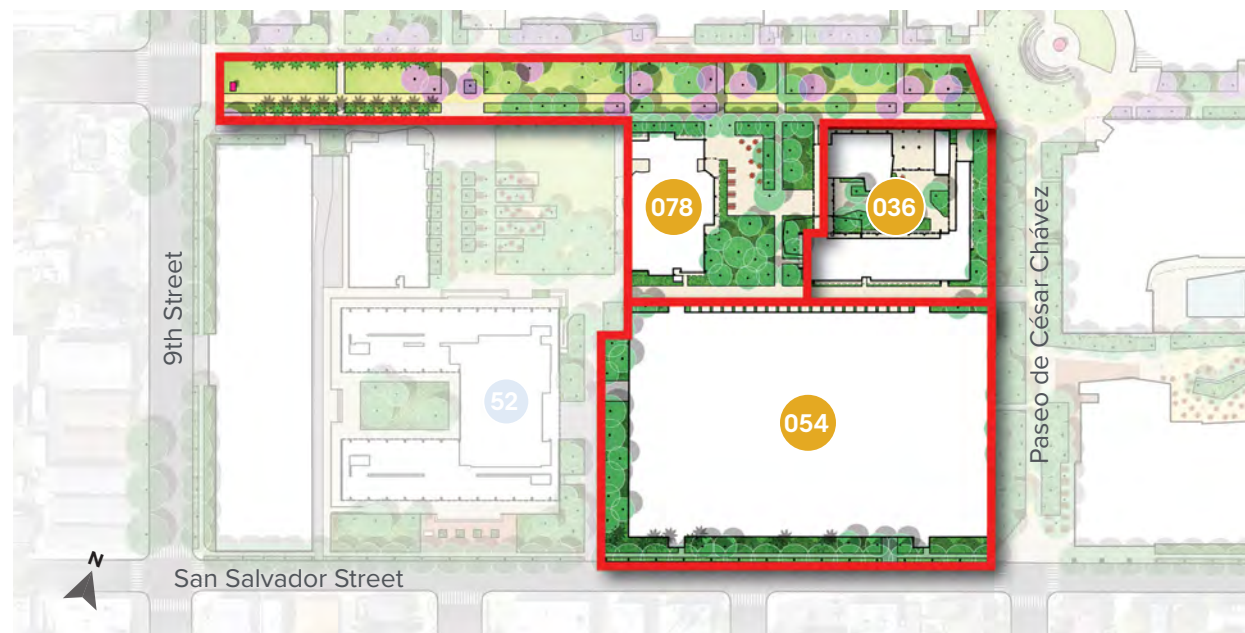 078
036
9th Street
Paseo de César Chávez
52
054
N
San Salvador Street